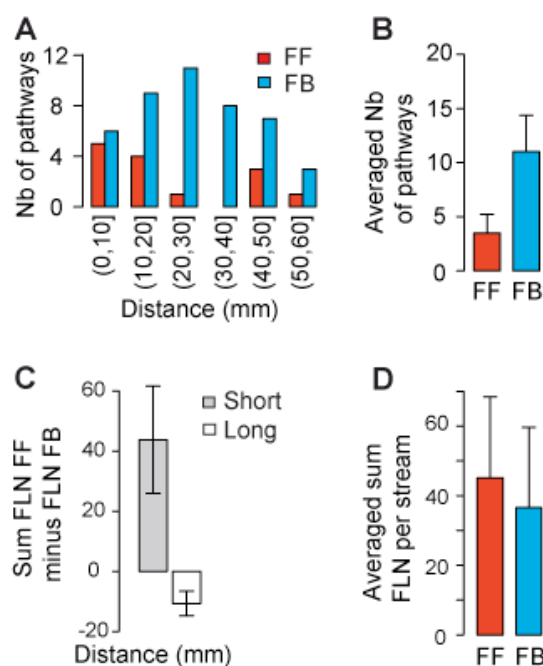 A
Nb of pathways
12
8
4
0
FF
FB
(0,10]
(10,20]
(20,30]
(30,40]
(40,50]
(50,60]
Distance (mm)
B
Averaged Nb
of pathways
20
15
10
5
0
FF FB
C
Sum FLN FF
minus FLN FB
60
40
20
0
-20
Short
Long
Distance (mm)
D
Averaged sum
FLN per stream
60
40
20
0
FF FB